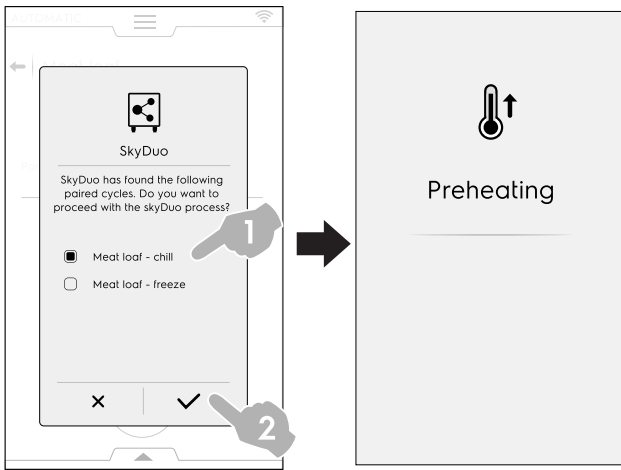 AUTOMATIC
SkyDuo
SkyDuo has found the following
paired cycles. Do you want to
proceed with the skyDuo process?
Meat loaf - chill
Meat loaf - freeze
1
2
Preheating